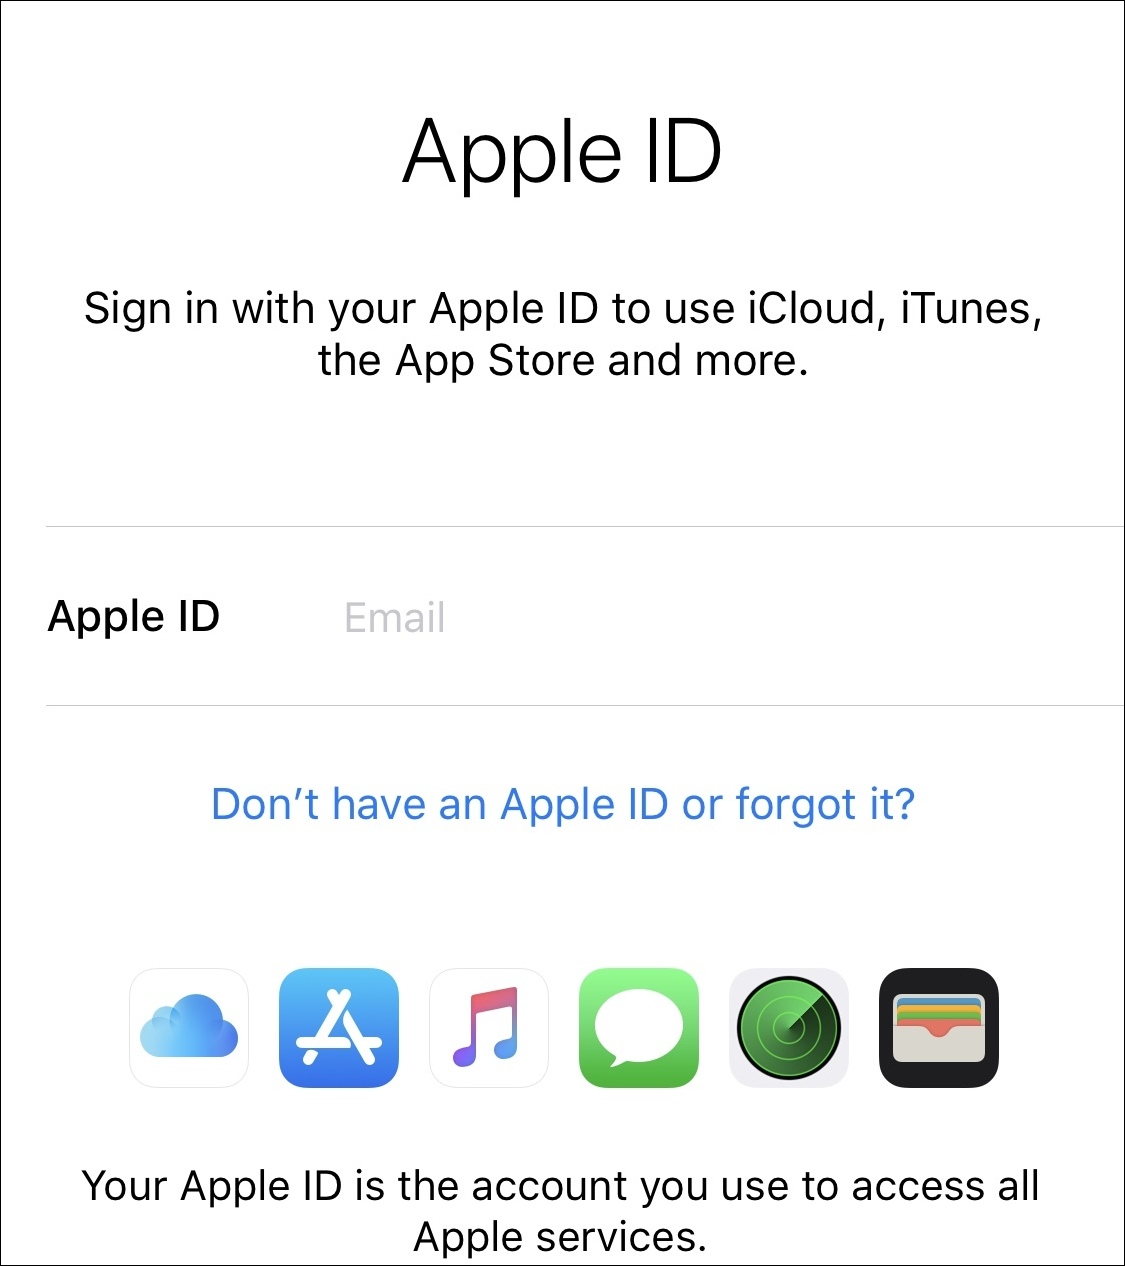 Apple ID
Sign in with your Apple ID to use iCloud, iTunes,
the App Store and more.
Apple ID Email
Don’t have an Apple ID or forgot it?
Your Apple ID is the account you use to access all
Apple services.